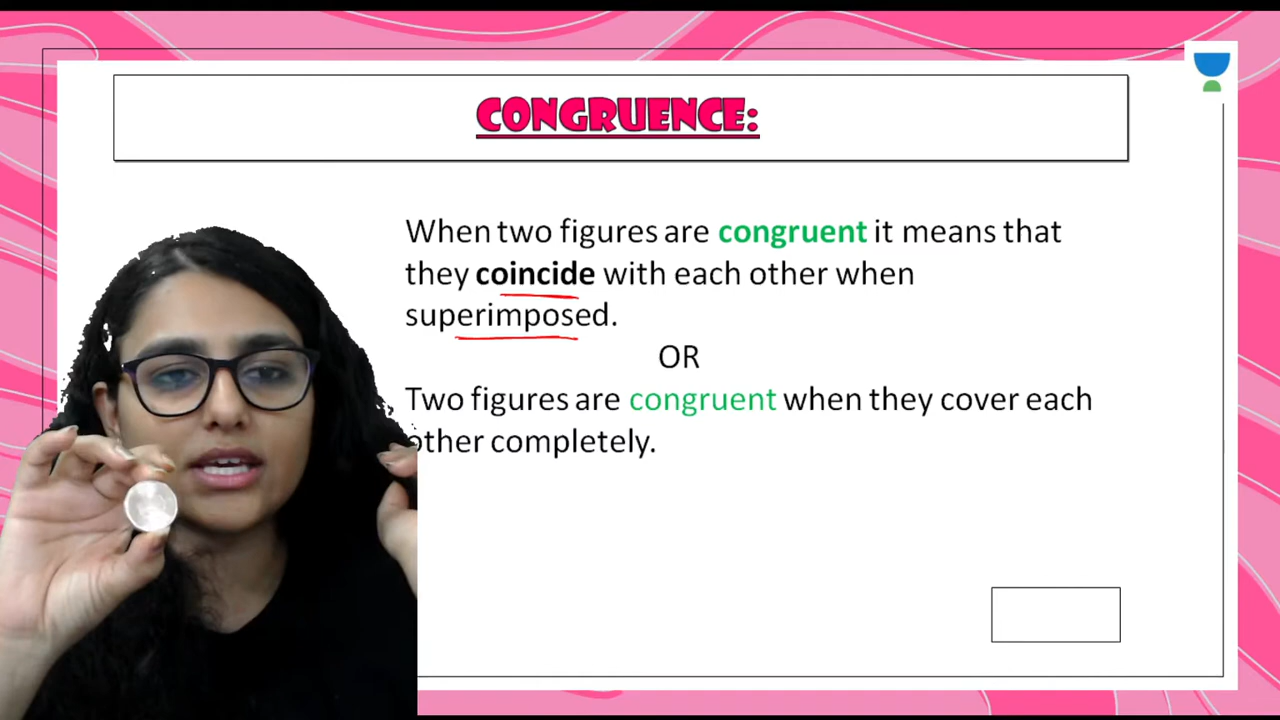 CONGRUENCE:
When two figures are congruent it means that
they coincide with each other when
superimposed.
OR
Two figures are congruent when they cover each
other completely.